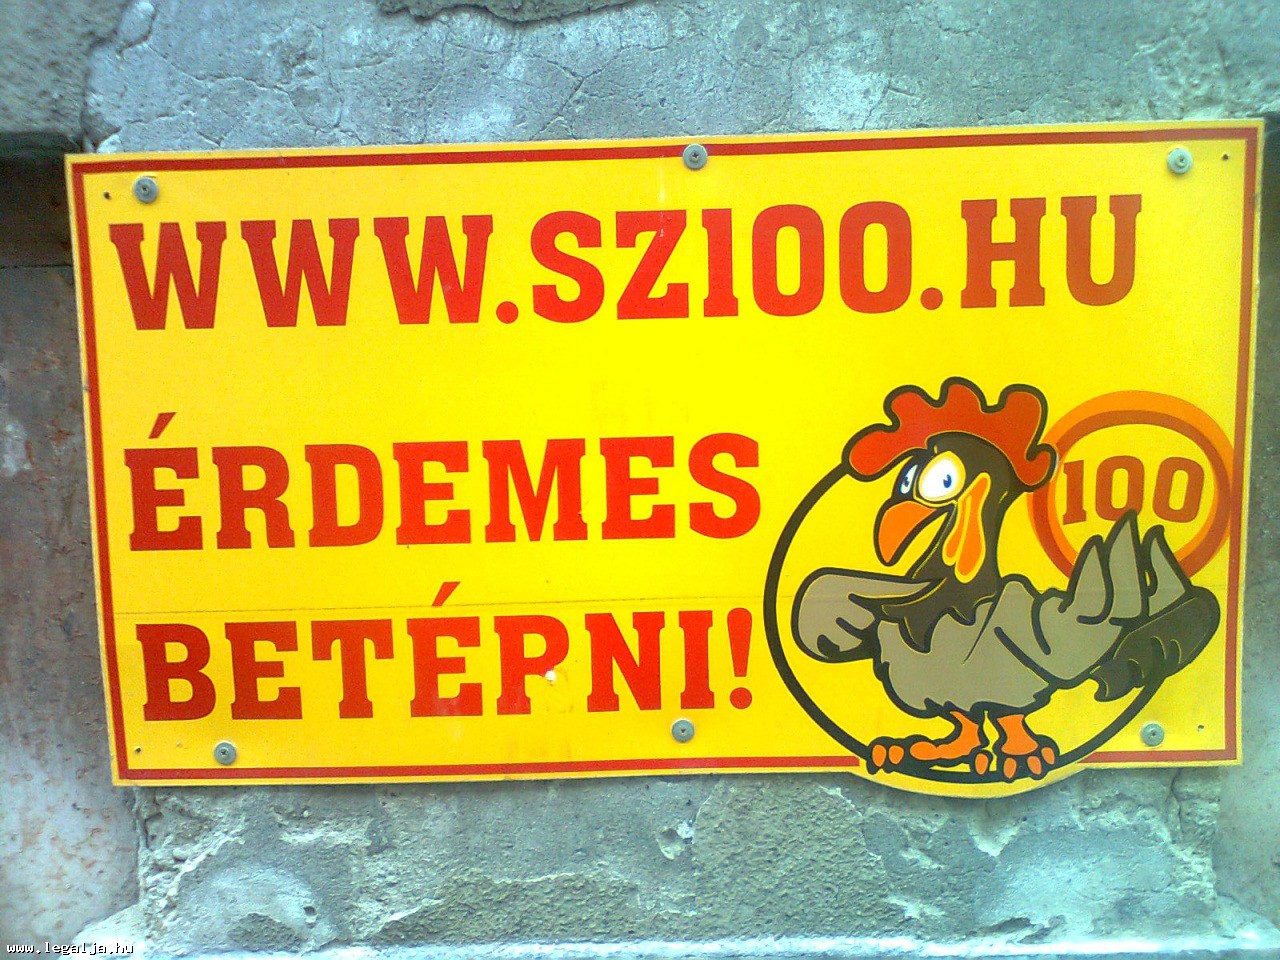 WWW.SZ100.HU
ÉRDEMES
BETÉPNI!
100
www.legalja.hu